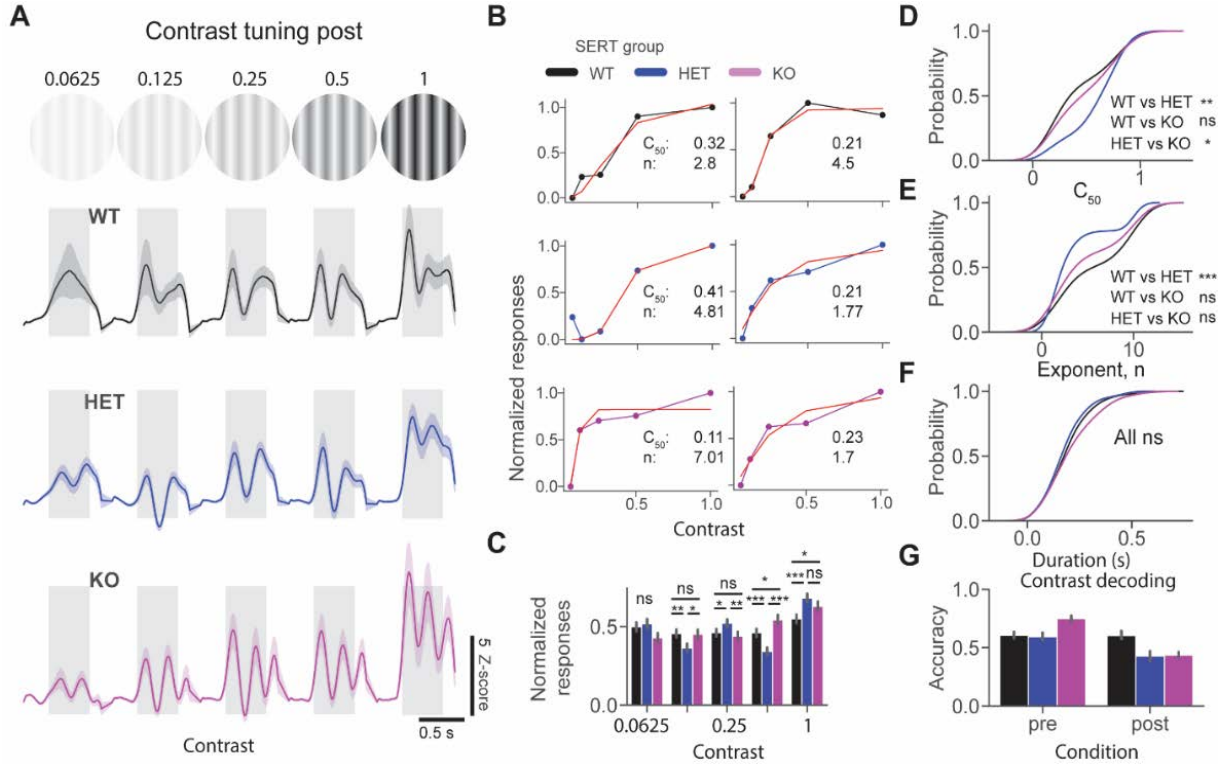 A
Contrast tuning post
0.0625 0.125 0.25 0.5 1
WT
HET
KO
5 Z-score
0.5 s
Contrast
B
SERT group
WT HET KO
Normalized responses
1.0
0.5
0.0
C50: 0.32
n: 2.8
0.21
4.5
1.0
0.5
0.0
C50: 0.41
n: 4.81
0.21
1.77
1.0
0.5
0.0
C50: 0.11
n: 7.01
0.23
1.7
0.5 1.0 0.5 1.0
Contrast
C
Normalized
responses
0.5
0.0
ns
ns
** *
ns
* **
*
*** ***
*
*** ns
0.0625 0.25 1
Contrast
D
Probability
1.0
0.5
0.0
WT vs HET **
WT vs KO ns
HET vs KO *
0 1
C50
E
Probability
1.0
0.5
0.0
WT vs HET ***
WT vs KO ns
HET vs KO ns
0 10
Exponent, n
F
Probability
1.0
0.5
0.0
All ns
0.0 0.5
Duration (s)
G
Contrast decoding
Accuracy
1.0
0.5
0.0
pre post
Condition